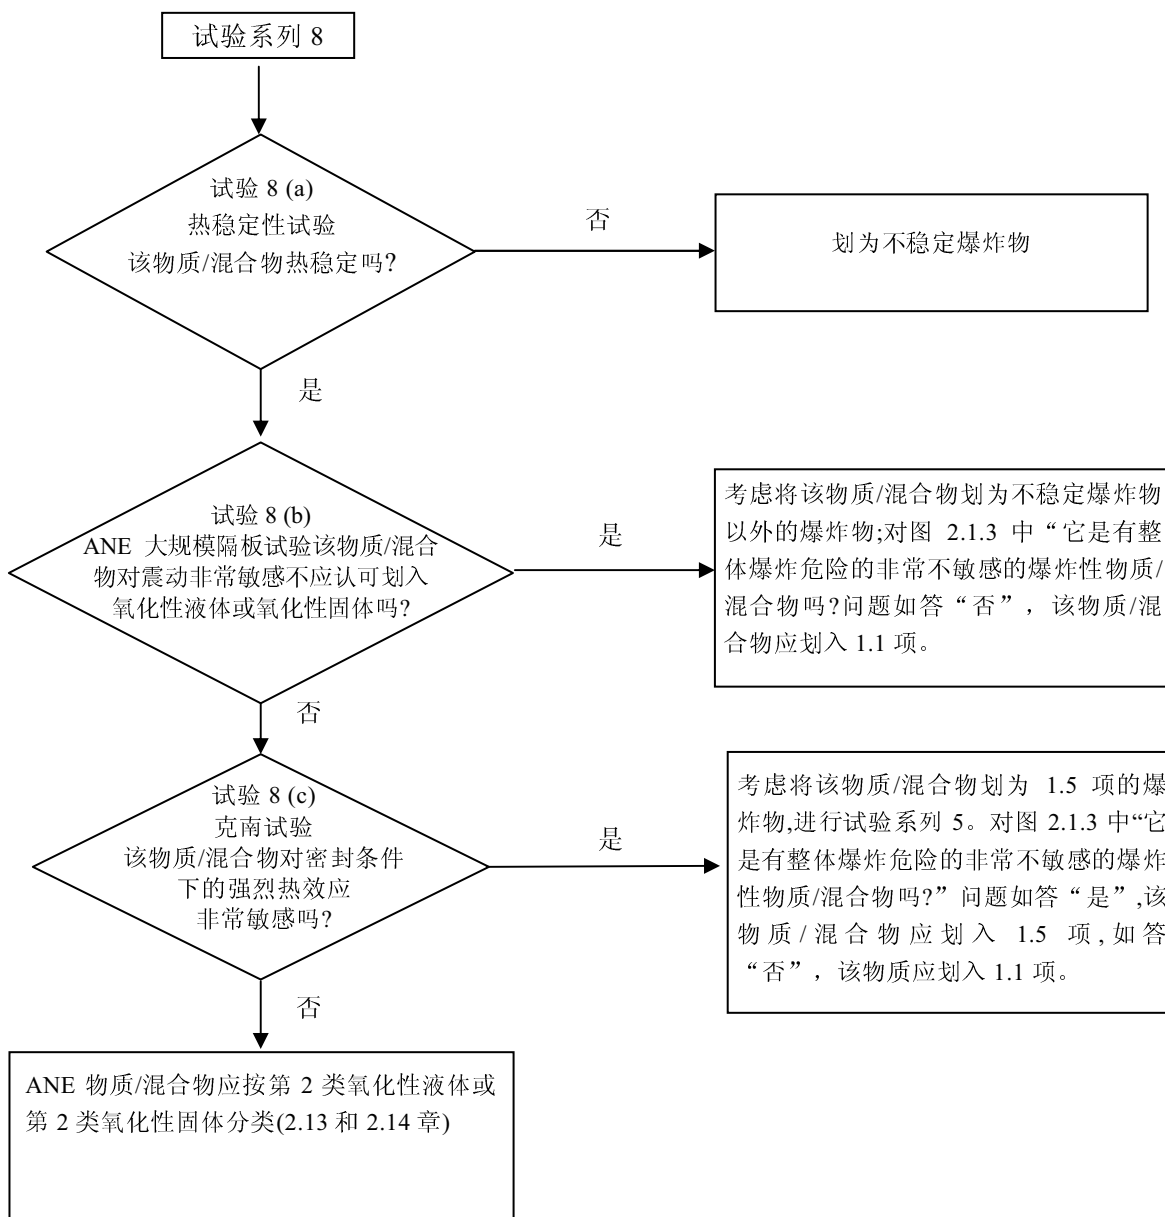 试验系列 8
试验 8 (a)
热稳定性试验
该物质/混合物热稳定吗?
否
划为不稳定爆炸物
是
试验 8 (b)
ANE 大规模隔板试验该物质/混合
物对震动非常敏感不应认可划入
氧化性液体或氧化性固体吗?
是
考虑将该物质/混合物划为不稳定爆炸物
以外的爆炸物;对图 2.1.3 中“它是有整
体爆炸危险的非常不敏感的爆炸性物质/
混合物吗?问题如答“否”，该物质/混
合物应划入 1.1 项。
否
试验 8 (c)
克南试验
该物质/混合物对密封条件
下的强烈热效应
非常敏感吗?
是
考虑将该物质/混合物划为 1.5 项的爆
炸物,进行试验系列 5。对图 2.1.3 中“它
是有整体爆炸危险的非常不敏感的爆炸
性物质/混合物吗?”问题如答“是”,该
物质/混合物应划入 1.5 项,如答
“否”，该物质应划入 1.1 项。
否
ANE 物质/混合物应按第 2 类氧化性液体或
第 2 类氧化性固体分类(2.13 和 2.14 章)